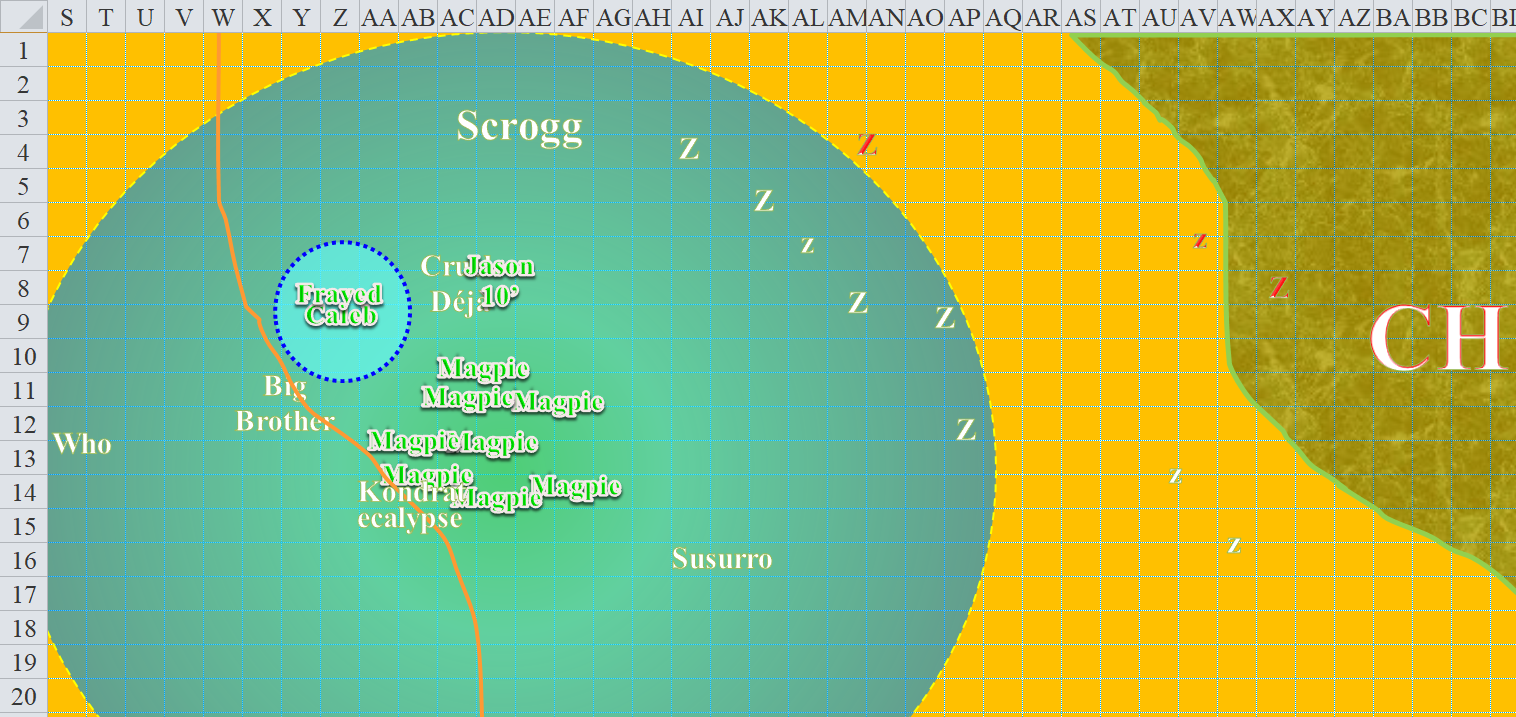 S T U V W X Y Z AA AB AC AD AE AF AG AH AI AJ AK AL AM AN AO AP AQ AR AS AT AU AV AW AX AY AZ BA BB BC
1
2
3
Scrogg
4
Z
Z
5
Z
6
7
z
z
Jason
8
Frayed
Déjà
10’
Z
Z
9
Caleb
Z
CH
10
Magpie
11
Big
Magpie
Magpie
12
Brother
Z
13
Who
Magpie
Magpie
Magpie
z
14
Kondra
Magpie
Magpie
15
ecalypse
z
16
Susurro
17
18
19
20